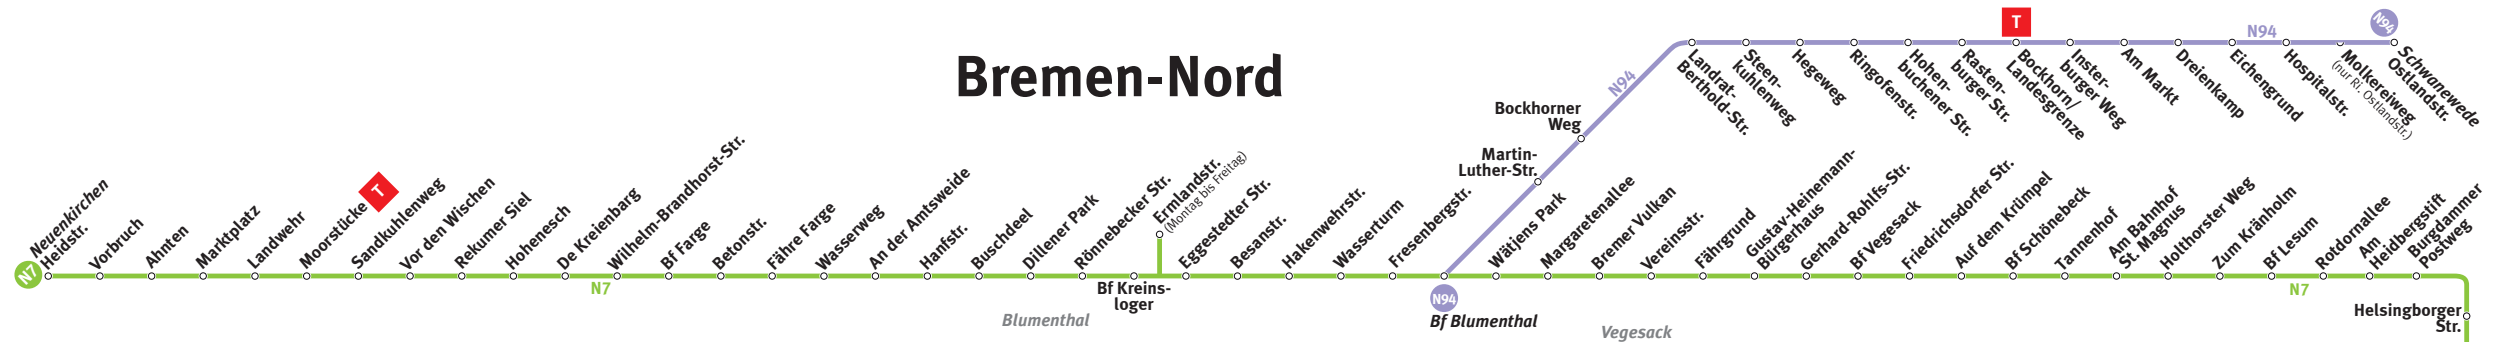 Bremen-Nord
N94
N94
N94
Landrat-
Berthold-Str.
Steen-
kuhlenweg
Hegeweg
Ringofenstr.
Hohen-
buchener Str.
Rasten-
burger Str.
T
Bockhorn/
Landesgrenze
Inster-
burger Weg
Am Markt
Dreienkamp
Eichengrund
Hospitalstr.
Molkereiweg
(nur Ri. Ostlandstr.)
Schwanewede
Ostlandstr.
Bockhorner
Weg
Martin-
Luther-Str.
N7
Neuenkirchen
Heidstr.
Vorbruch
Ahnten
Marktplatz
Landwehr
Moorstücke
T
Sandkuhlenweg
Vor den Wischen
Rekumer Siel
Hohenesch
De Kreienbarg
Wilhelm-Brandhorst-Str.
Bf Farge
Betonstr.
Fähre Farge
Wasserweg
An der Amtsweide
Hanfstr.
Buschdeel
Dillener Park
Rönnebecker Str.
Bf Kreins-
loger
Ermlandstr.
(Montag bis Freitag)
Eggestedter Str.
Besanstr.
Hakenwehrstr.
Wasserturm
Fresenbergstr.
N94
Bf Blumenthal
Wätjens Park
Margaretenallee
Bremer Vulkan
Vereinsstr.
Fährgrund
Gustav-Heinemann-
Bürgerhaus
Gerhard-Rohlfs-Str.
Bf Vegesack
Friedrichsdorfer Str.
Auf dem Krümpel
Bf Schönebeck
Tannenhof
Am Bahnhof
St. Magnus
Holthorster Weg
Zum Kränholm
Bf Lesum
Rotdornallee
Am
Heidbergstift
Burgdammer
Postweg
Helsingborger
Str.
N7
N7
Blumenthal
Vegesack